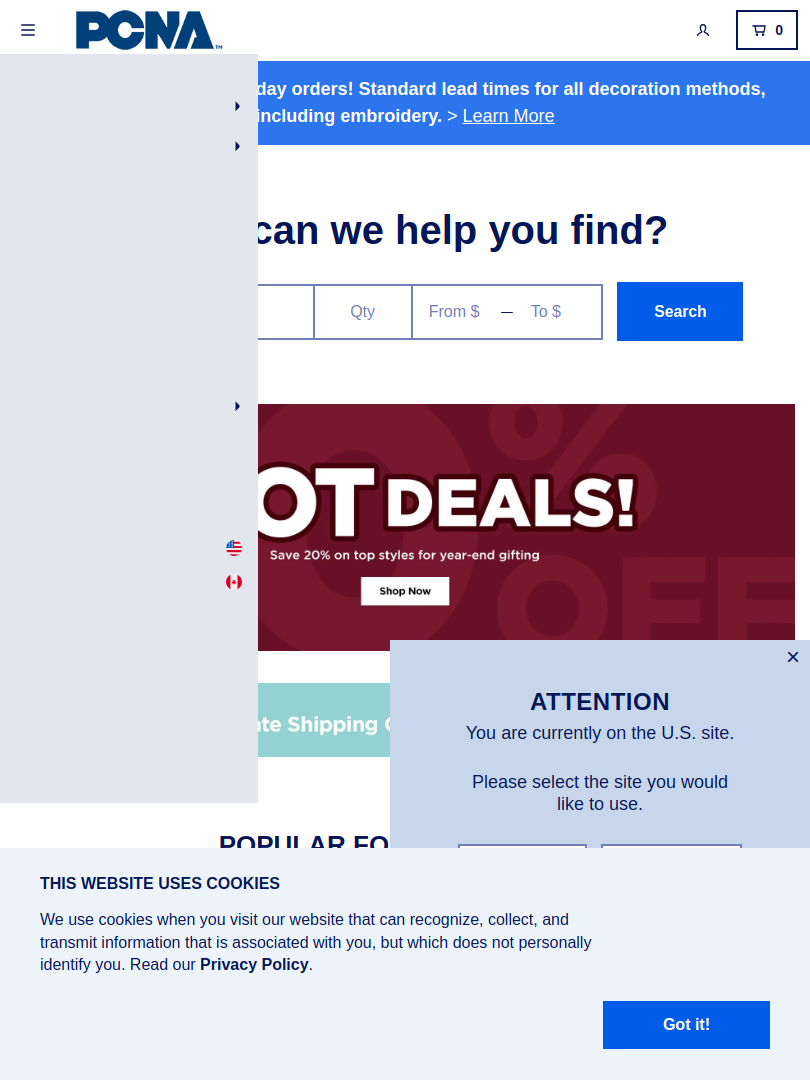 PCNA™
0
day orders! Standard lead times for all decoration methods,
including embroidery. > Learn More
can we help you find?
Qty
From $ — To $
Search
OT DEALS!
% OFF
Save 20% on top styles for year-end gifting
Shop Now
ATTENTION
You are currently on the U.S. site.
Please select the site you would
like to use.
Shipping
POPULAR
THIS WEBSITE USES COOKIES
We use cookies when you visit our website that can recognize, collect, and
transmit information that is associated with you, but which does not personally
identify you. Read our Privacy Policy.
Got it!